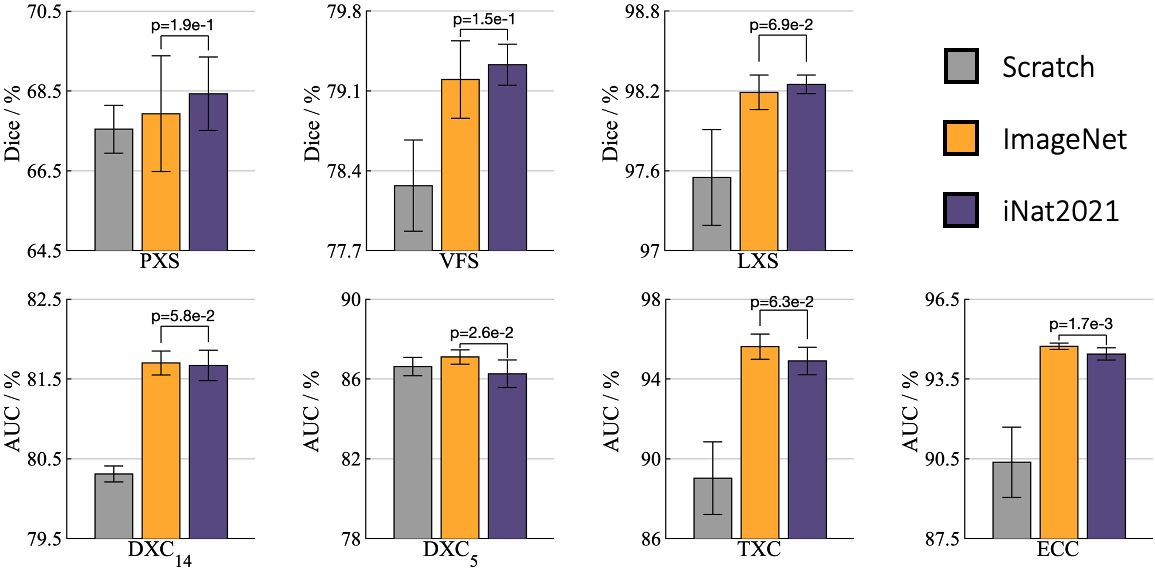 70.5
68.5
66.5
64.5
Dice / %
p=1.9e-1
PXS
79.8
79.1
78.4
77.7
Dice / %
p=1.5e-1
VFS
98.8
98.2
97.6
97
Dice / %
p=6.9e-2
LXS
Scratch
ImageNet
iNat2021
82.5
81.5
80.5
79.5
AUC / %
p=5.8e-2
DXC14
90
86
82
78
AUC / %
p=2.6e-2
DXC5
98
94
90
86
AUC / %
p=6.3e-2
TXC
96.5
93.5
90.5
87.5
AUC / %
p=1.7e-3
ECC